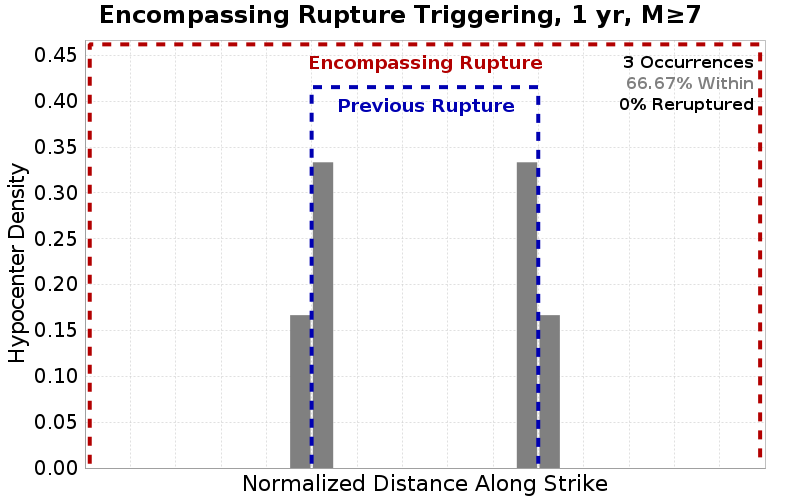 Encompassing Rupture Triggering, 1 yr, M≥7
Encompassing Rupture
3 Occurrences
66.67% Within
0% Reruptured
Previous Rupture
Hypocenter Density
0.45
0.40
0.35
0.30
0.25
0.20
0.15
0.10
0.05
0.00
Normalized Distance Along Strike